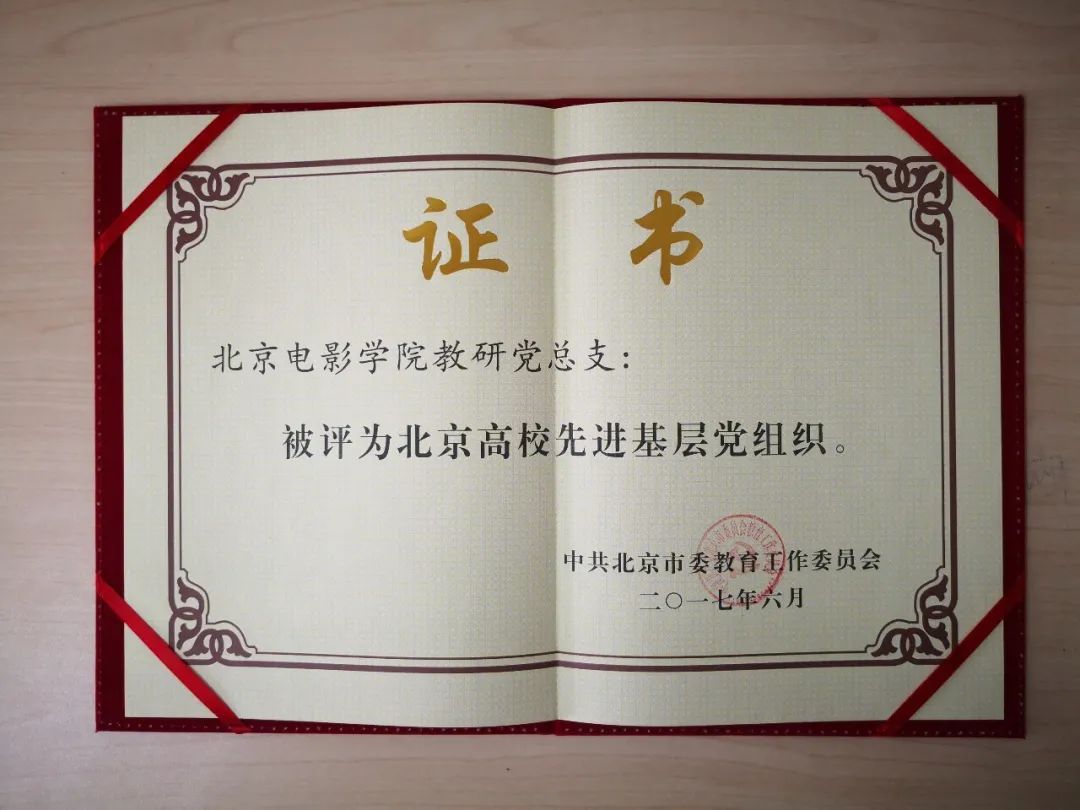 证 书
北京电影学院教研党总支：
被评为北京高校先进基层党组织。
中共北京市委教育工作委员会
二〇一七年六月